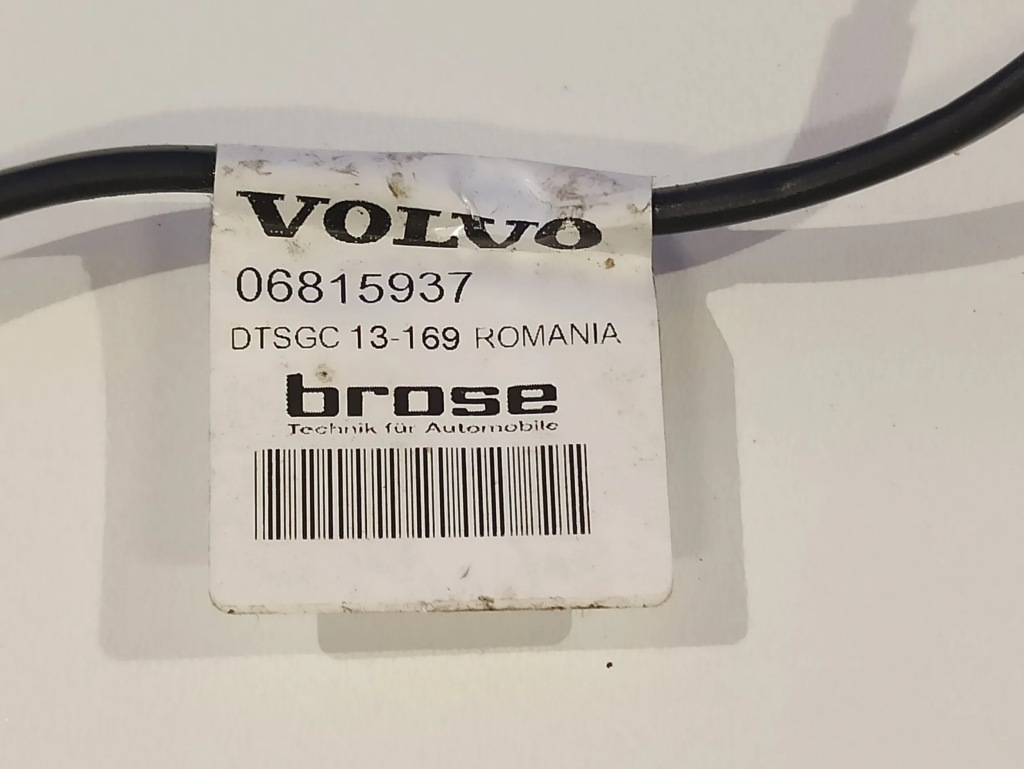 VOLVO
06815937
DTSGC 13-169 ROMANIA
brose
Technik für Automobile